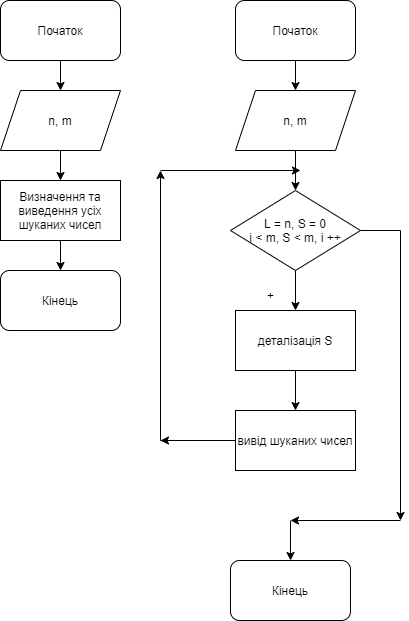 Початок
n, m
Визначення та
виведення усіх
шуканих чисел
Кінець
Початок
n, m
L = n, S = 0
i < m, S < m, i ++
+
деталізація S
вивід шуканих чисел
Кінець